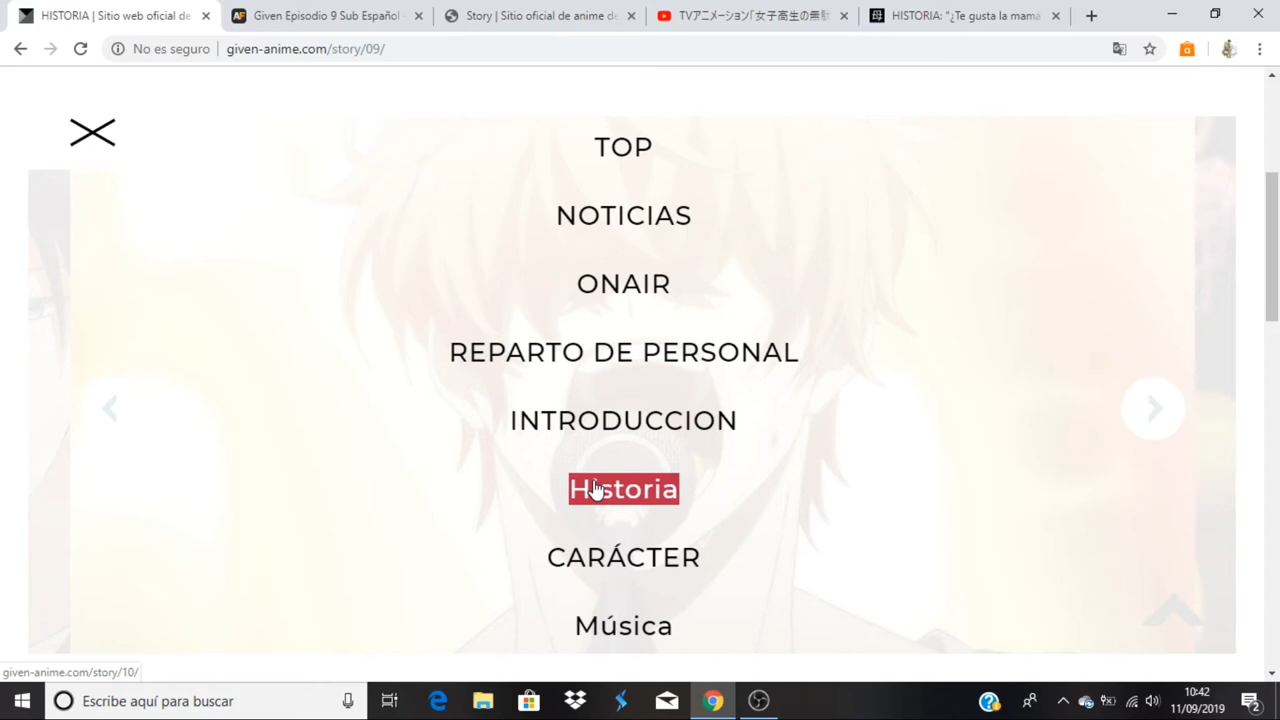 HISTORIA | Sitio web oficial de
Given Episodio 9 Sub Español
Story | Sitio oficial de anime de
TVアニメーション「女子高生の無駄
HISTORIA: "¿Te gusta la mamá
No es seguro
given-anime.com/story/09/
TOP
NOTICIAS
ONAIR
REPARTO DE PERSONAL
INTRODUCCION
Historia
CARÁCTER
Música
given-anime.com/story/10/
Escribe aquí para buscar
10:42
11/09/2019
2